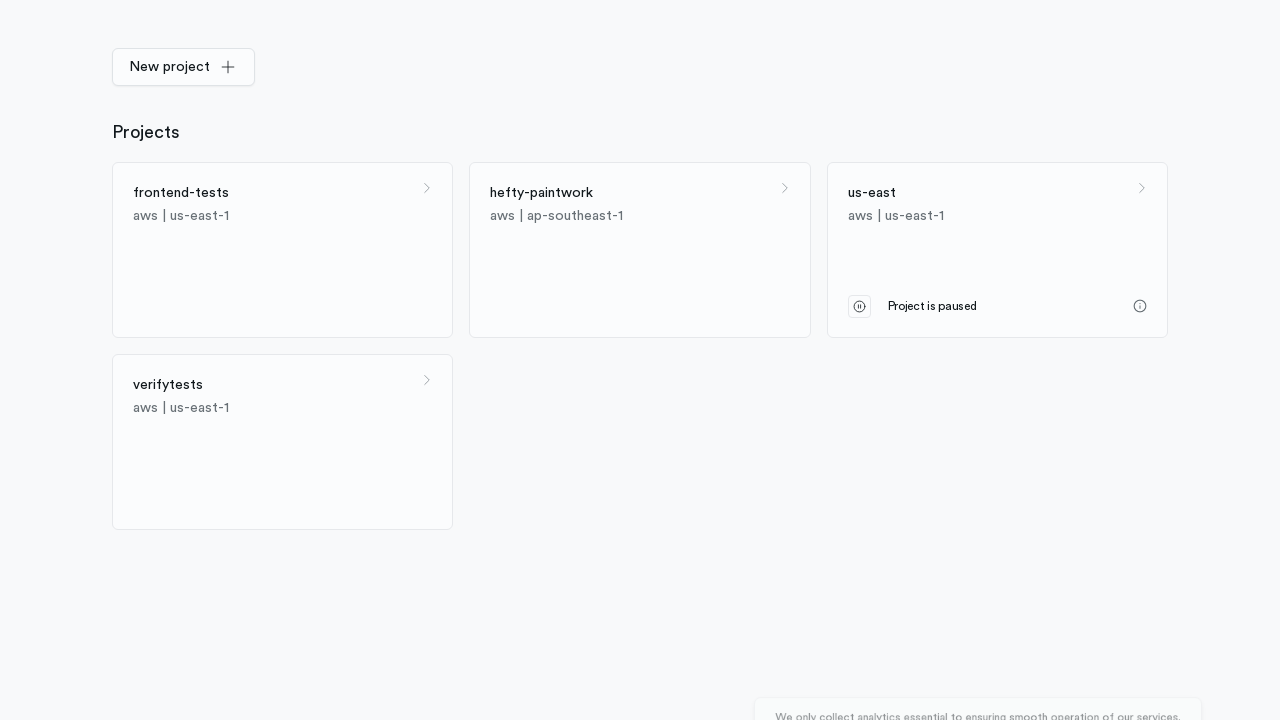 New project
Projects
frontend-tests
aws | us-east-1
hefty-paintwork
aws | ap-southeast-1
us-east
aws | us-east-1
Project is paused
verifytests
aws | us-east-1
We only collect analytics essential to ensuring smooth operation of our services.